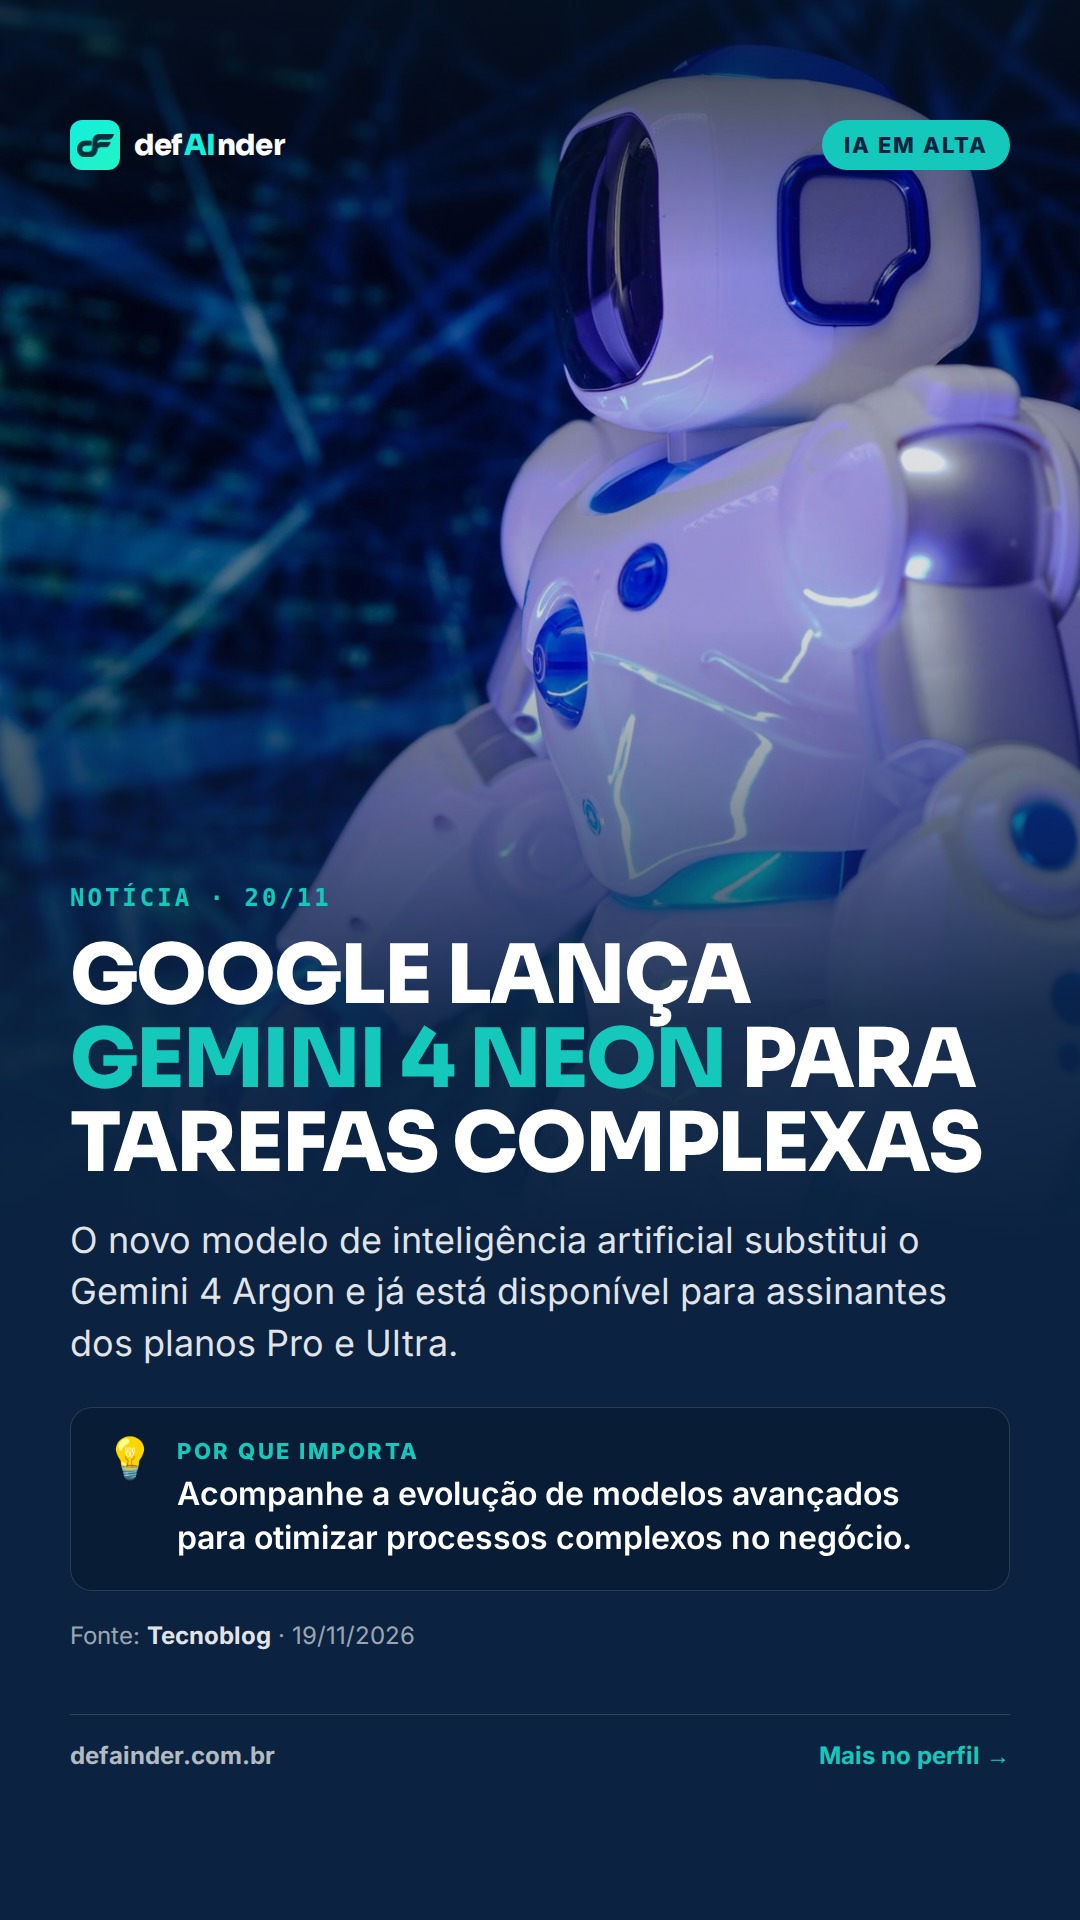 defAInder
IA EM ALTA
NOTÍCIA · 20/11
GOOGLE LANÇA
GEMINI 4 NEON PARA
TAREFAS COMPLEXAS
O novo modelo de inteligência artificial substitui o
Gemini 4 Argon e já está disponível para assinantes
dos planos Pro e Ultra.
POR QUE IMPORTA
Acompanhe a evolução de modelos avançados
para otimizar processos complexos no negócio.
Fonte: Tecnoblog · 19/11/2026
defainder.com.br
Mais no perfil →